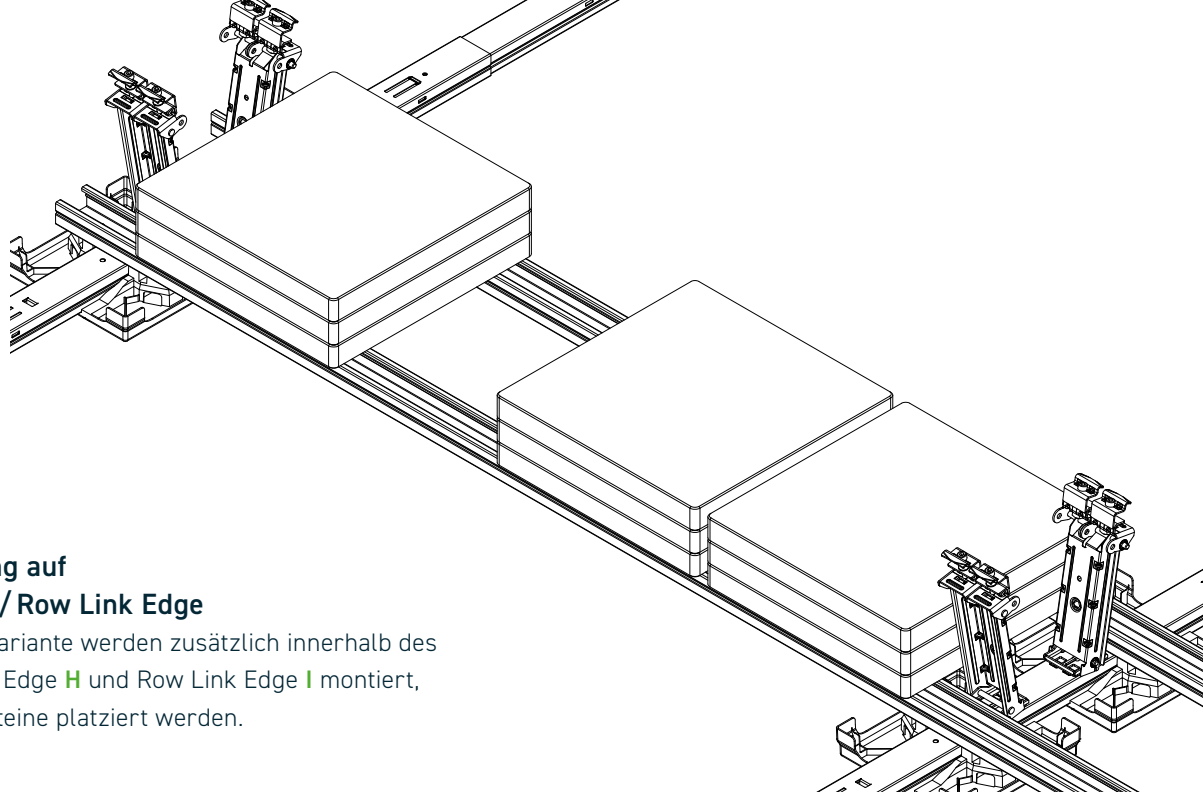 g auf
/ Row Link Edge
ariante werden zusätzlich innerhalb des
Edge H und Row Link Edge I montiert,
teine platziert werden.